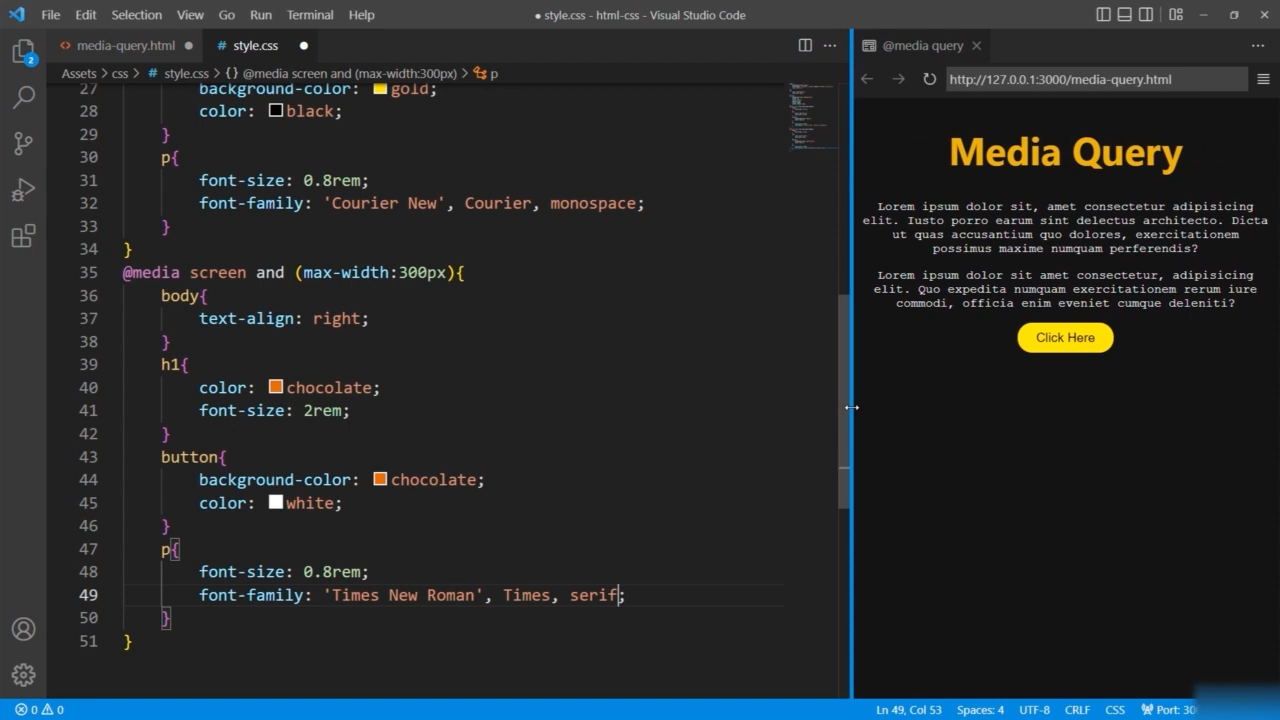 File Edit Selection View Go Run Terminal Help
● style.css - html-css - Visual Studio Code
media-query.html
# style.css
@media query
Assets > css > # style.css > {} @media screen and (max-width:300px) > p
http://127.0.0.1:3000/media-query.html
27 background-color: gold;
28 color: black;
29 }
30 p{
31 font-size: 0.8rem;
32 font-family: 'Courier New', Courier, monospace;
33 }
34 }
35 @media screen and (max-width:300px){
36 body{
37 text-align: right;
38 }
39 h1{
40 color: chocolate;
41 font-size: 2rem;
42 }
43 button{
44 background-color: chocolate;
45 color: white;
46 }
47 p{
48 font-size: 0.8rem;
49 font-family: 'Times New Roman', Times, serif;
50 }
51 }
Media Query
Lorem ipsum dolor sit, amet consectetur adipisicing
elit. Iusto porro earum sint delectus architecto. Dicta
ut quas accusantium quo dolores, exercitationem
possimus maxime numquam perferendis?
Lorem ipsum dolor sit amet consectetur, adipisicing
elit. Quo expedita numquam exercitationem rerum iure
commodi, officia enim eveniet cumque deleniti?
Click Here
2
0 0
Ln 49, Col 53 Spaces: 4 UTF-8 CRLF CSS Port: